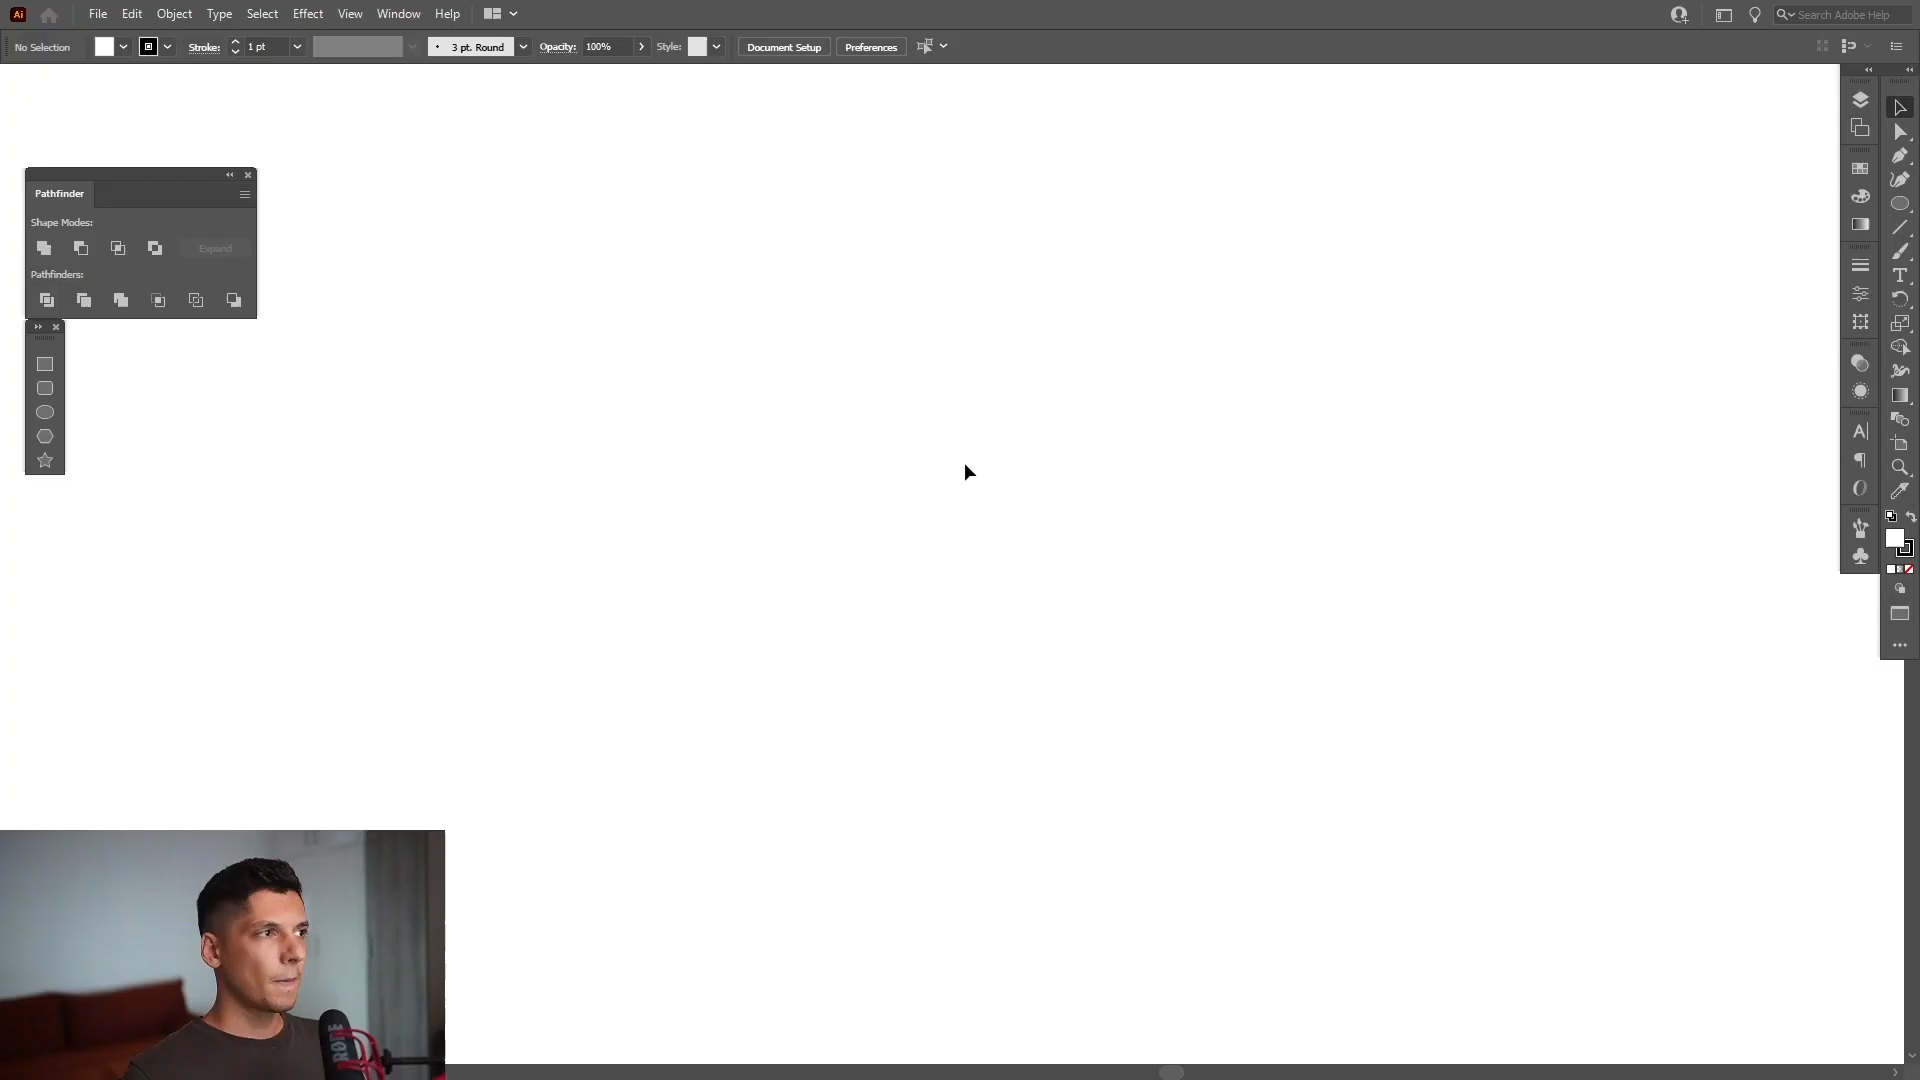 Ai File Edit Object Type Select Effect View Window Help Search Adobe Help
No Selection Stroke: 1 pt 3 pt. Round Opacity: 100% Style: Document Setup Preferences
Pathfinder
Shape Modes:
Expand
Pathfinders:
RØDE